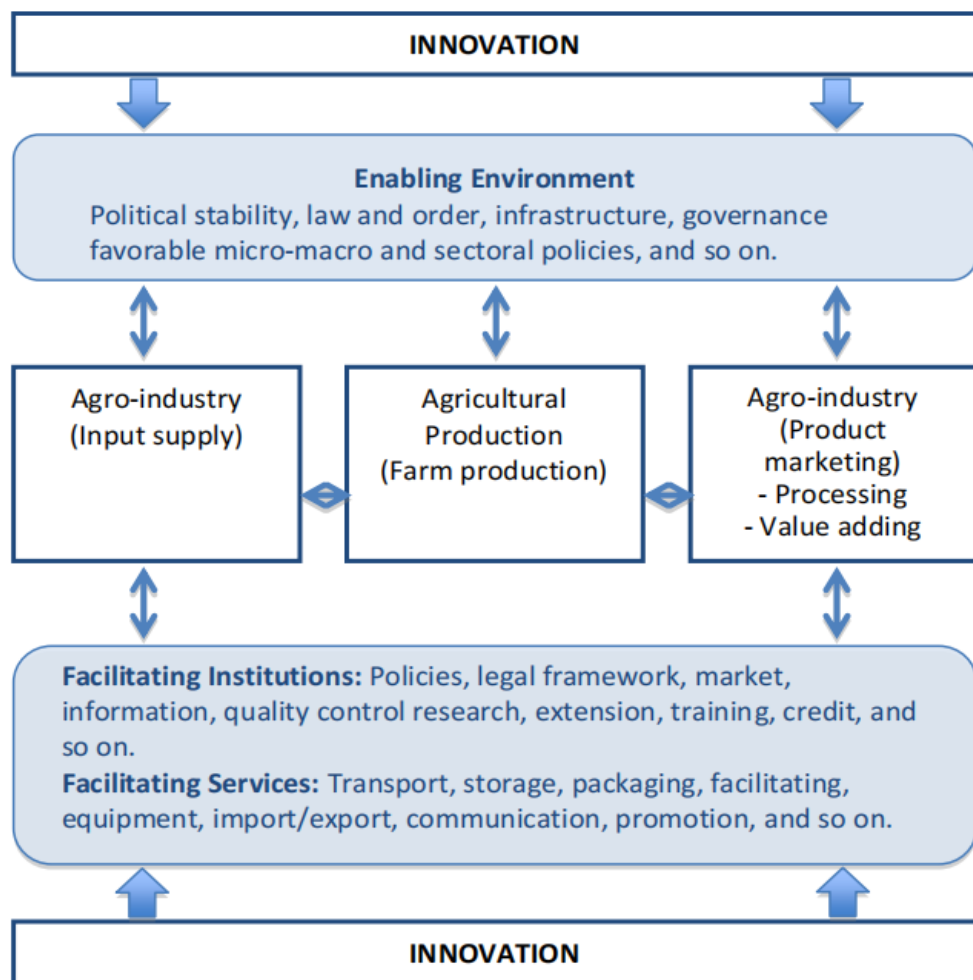 INNOVATION
Enabling Environment
Political stability, law and order, infrastructure, governance
favorable micro-macro and sectoral policies, and so on.
Agro-industry
(Input supply)
Agricultural
Production
(Farm production)
Agro-industry
(Product
marketing)
- Processing
- Value adding
Facilitating Institutions: Policies, legal framework, market,
information, quality control research, extension, training, credit, and
so on.
Facilitating Services: Transport, storage, packaging, facilitating,
equipment, import/export, communication, promotion, and so on.
INNOVATION